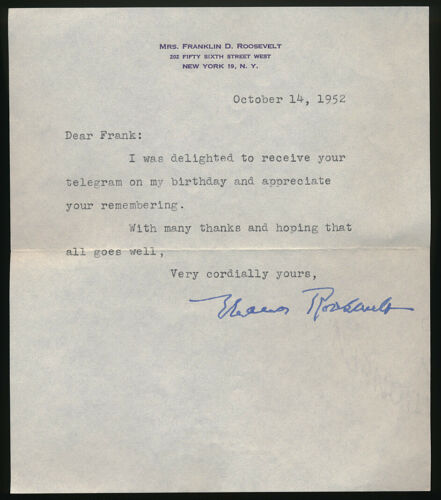 MRS. FRANKLIN D. ROOSEVELT
202 FIFTY SIXTH STREET WEST
NEW YORK 19, N. Y.
October 14, 1952
Dear Frank:
I was delighted to receive your
telegram on my birthday and appreciate
your remembering.
With many thanks and hoping that
all goes well,
Very cordially yours,
Eleanor Roosevelt